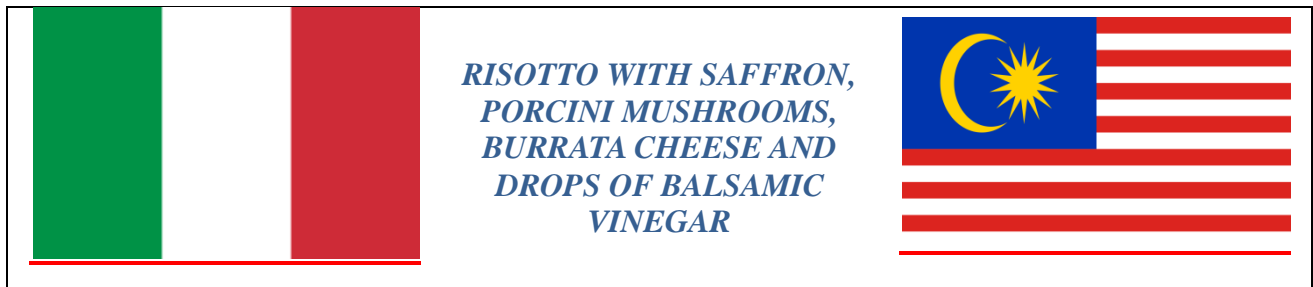 RISOTTO WITH SAFFRON,
PORCINI MUSHROOMS,
BURRATA CHEESE AND
DROPS OF BALSAMIC
VINEGAR